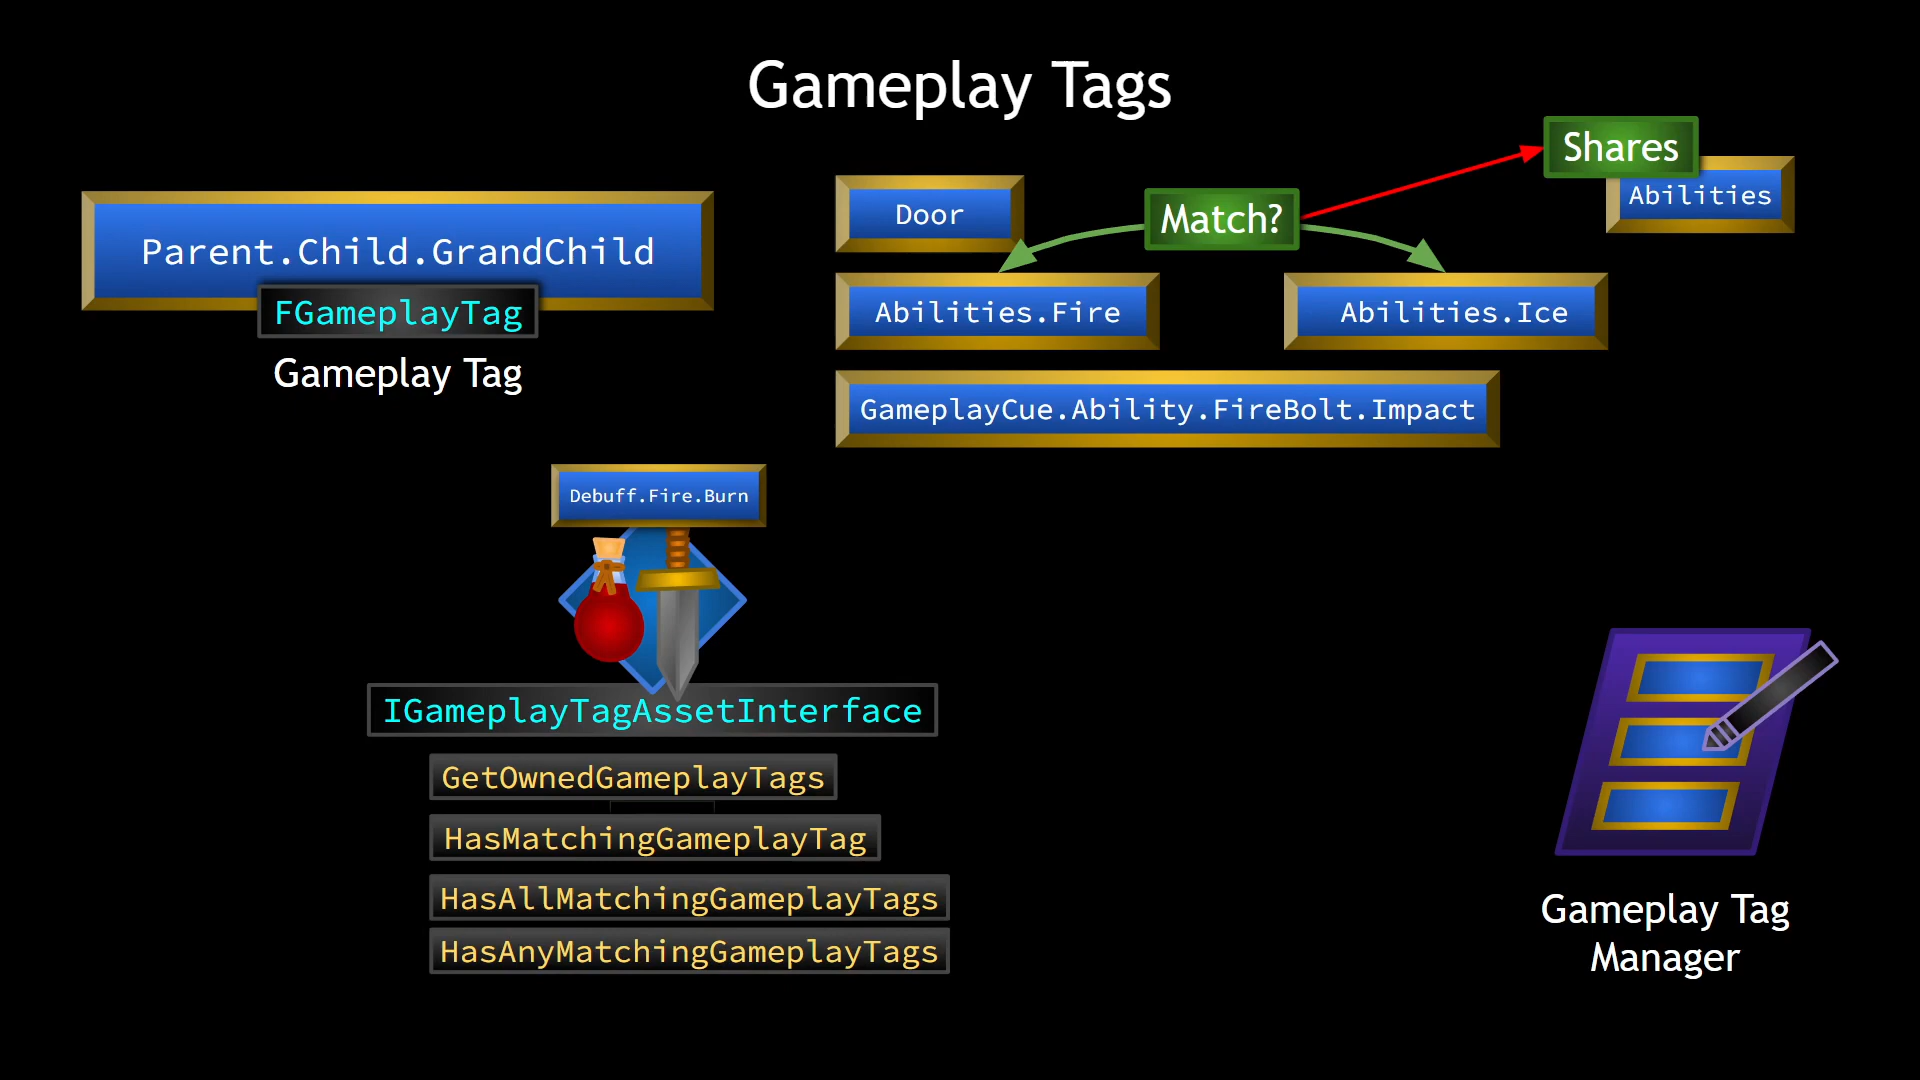 Gameplay Tags
Parent.Child.GrandChild
FGameplayTag
Gameplay Tag
Door
Match?
Shares
Abilities
Abilities.Fire
Abilities.Ice
GameplayCue.Ability.FireBolt.Impact
Debuff.Fire.Burn
IGameplayTagAssetInterface
GetOwnedGameplayTags
HasMatchingGameplayTag
HasAllMatchingGameplayTags
HasAnyMatchingGameplayTags
Gameplay Tag
Manager